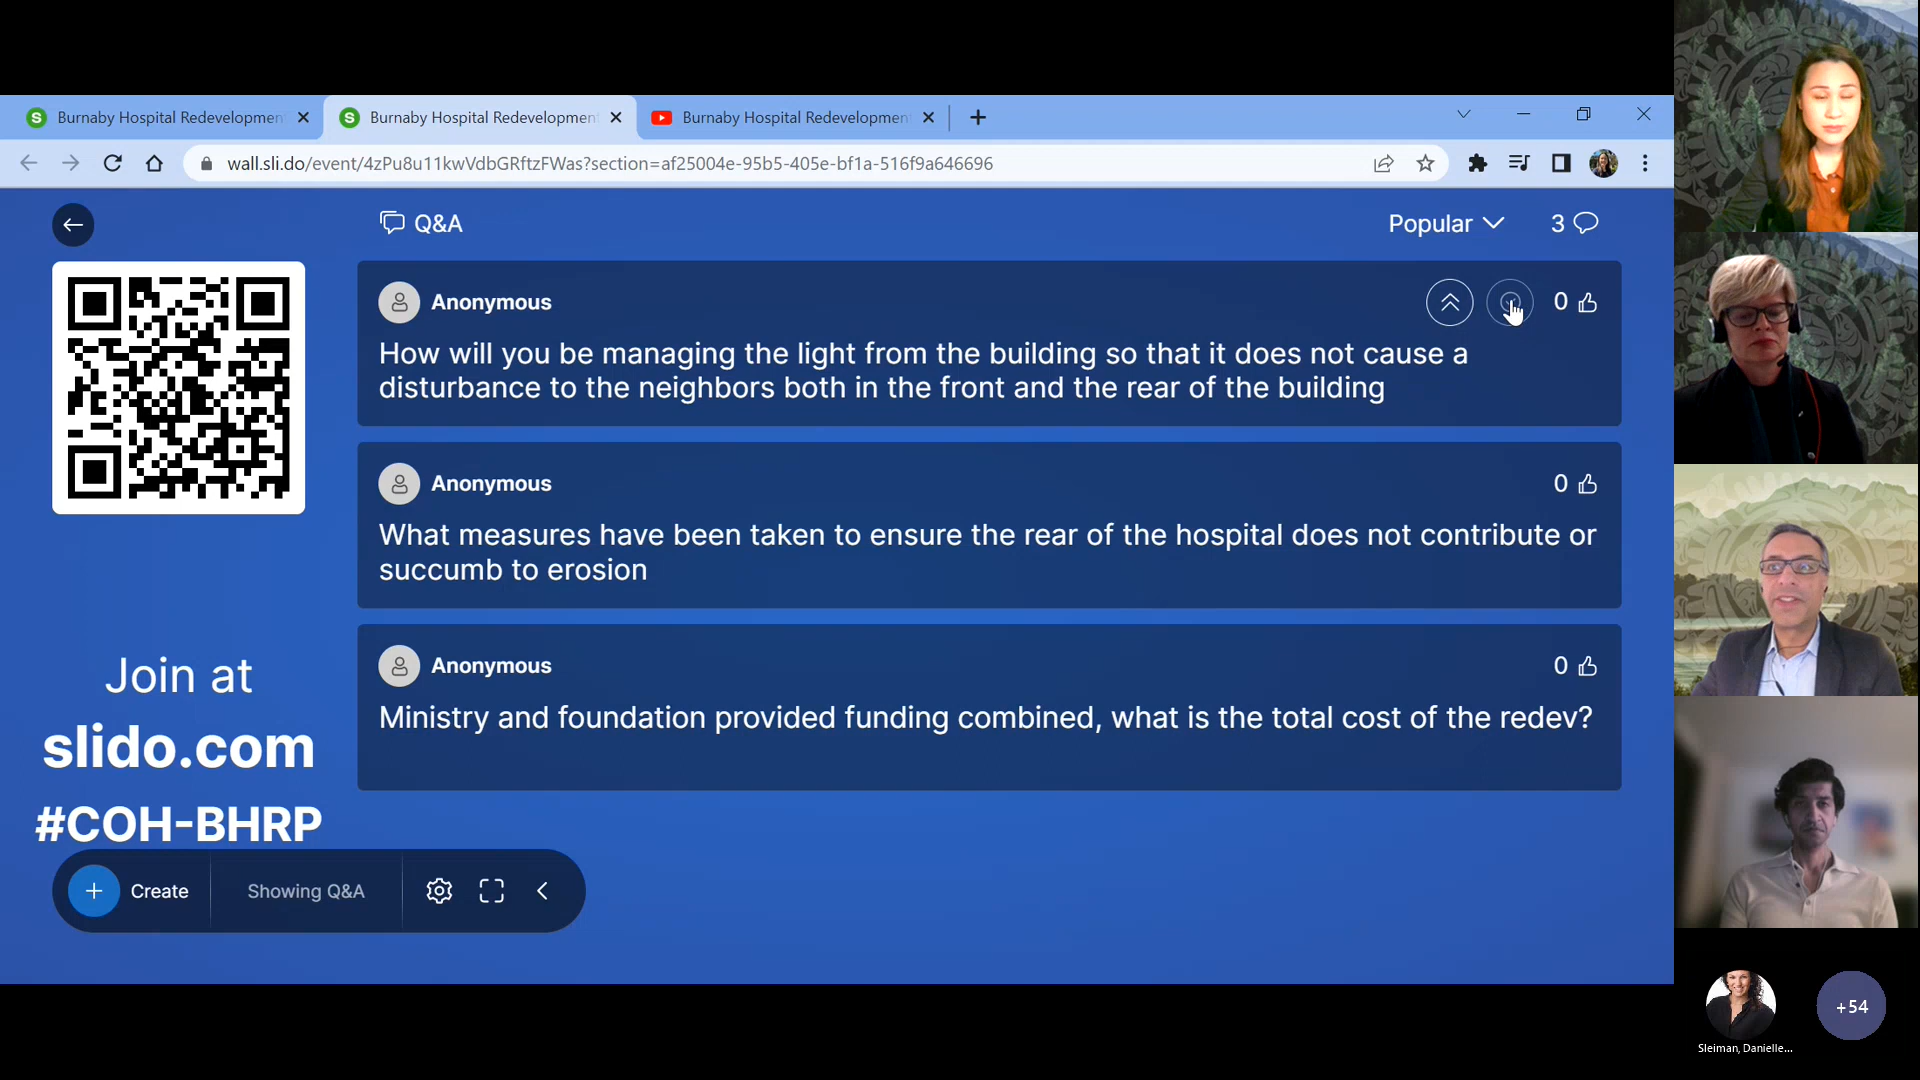 Burnaby Hospital Redevelopment
Burnaby Hospital Redevelopment
Burnaby Hospital Redevelopment
wall.sli.do/event/4zPu8u11kwVdbGRftzFWas?section=af25004e-95b5-405e-bf1a-516f9a646696
Q&A
Popular
3
Anonymous
0
How will you be managing the light from the building so that it does not cause a
disturbance to the neighbors both in the front and the rear of the building
Anonymous
0
What measures have been taken to ensure the rear of the hospital does not contribute or
succumb to erosion
Anonymous
0
Ministry and foundation provided funding combined, what is the total cost of the redev?
Join at
slido.com
#COH-BHRP
Create
Showing Q&A
+54
Sleiman, Danielle...